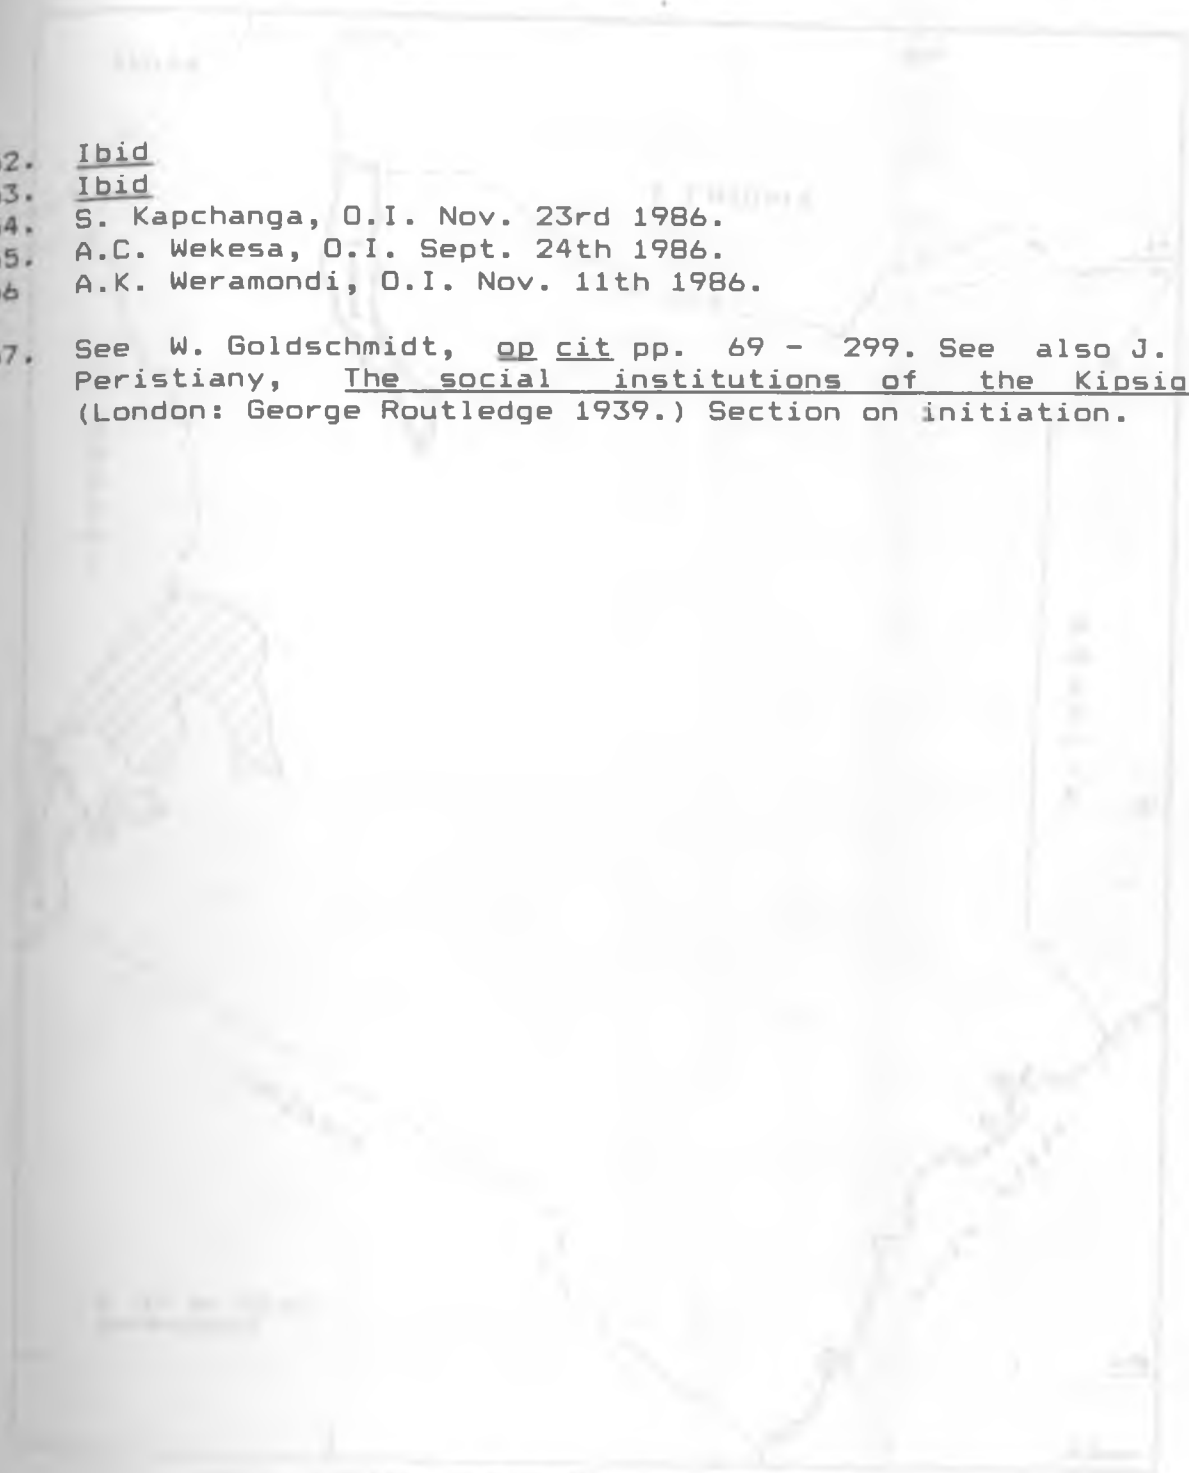 2. Ibid
3. Ibid
4. S. Kapchanga, O.I. Nov. 23rd 1986.
5. A.C. Wekesa, O.I. Sept. 24th 1986.
6 A.K. Weramondi, O.I. Nov. 11th 1986.
7. See W. Goldschmidt, op cit pp. 69 - 299. See also J.
Peristiany, The social institutions of the Kipsig
(London: George Routledge 1939.) Section on initiation.